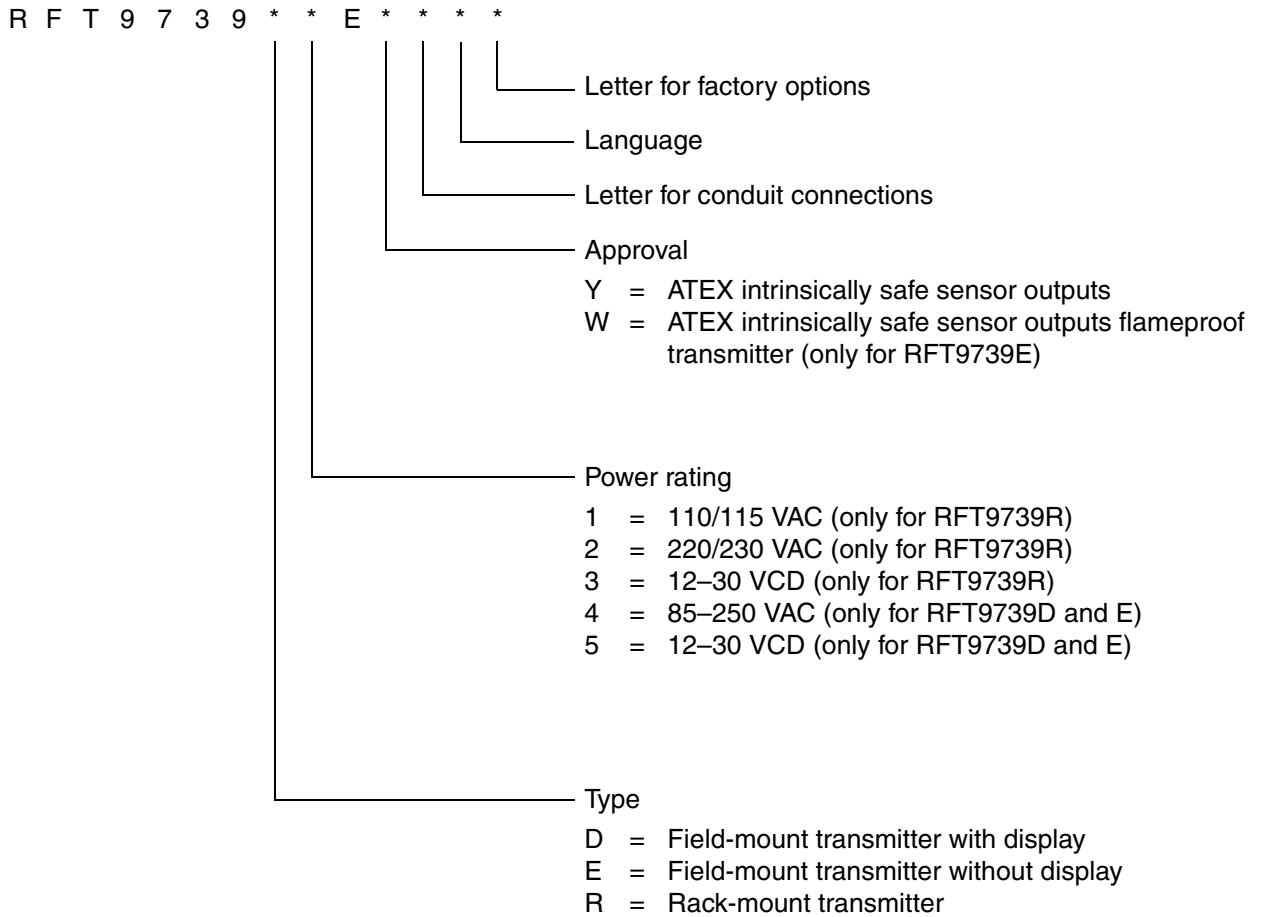 R F T 9 7 3 9 * * E * * * *
Letter for factory options
Language
Letter for conduit connections
Approval
Y = ATEX intrinsically safe sensor outputs
W = ATEX intrinsically safe sensor outputs flameproof
transmitter (only for RFT9739E)
Power rating
1 = 110/115 VAC (only for RFT9739R)
2 = 220/230 VAC (only for RFT9739R)
3 = 12–30 VCD (only for RFT9739R)
4 = 85–250 VAC (only for RFT9739D and E)
5 = 12–30 VCD (only for RFT9739D and E)
Type
D = Field-mount transmitter with display
E = Field-mount transmitter without display
R = Rack-mount transmitter